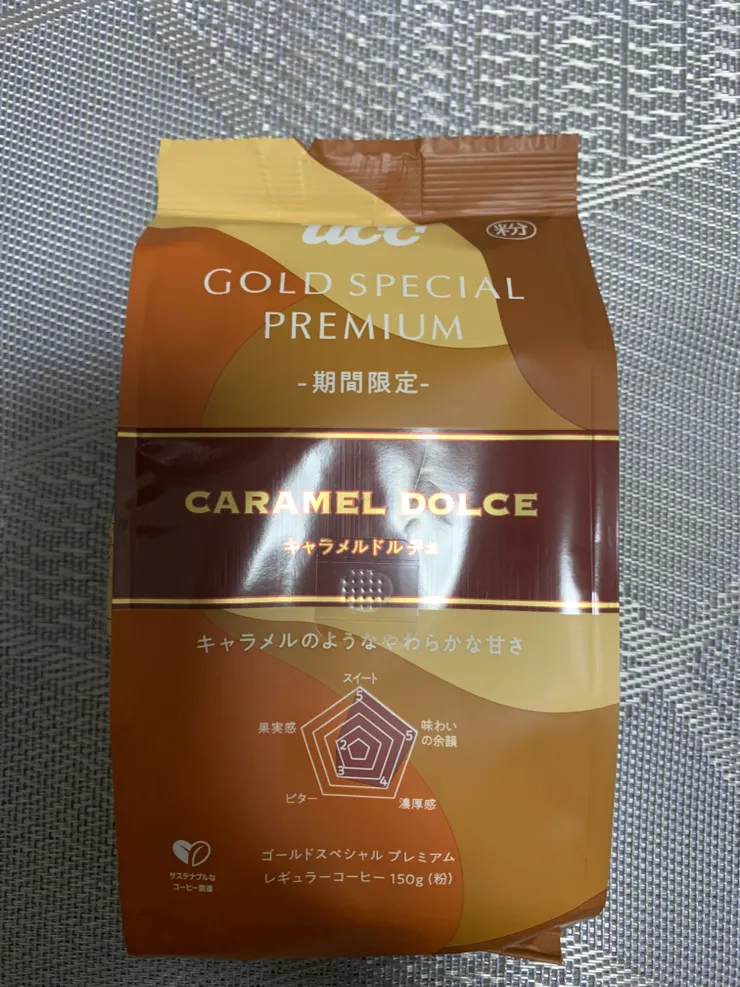 ucc
粉
GOLD SPECIAL
PREMIUM
-期間限定-
CARAMEL DOLCE
キャラメルドルチェ
キャラメルのようなやわらかな甘さ
スイート
5
果実感
味わい
の余韻
5
2
3
4
ビター
濃厚感
サステナブルな
コーヒー調達
ゴールドスペシャル プレミアム
レギュラーコーヒー 150g (粉)